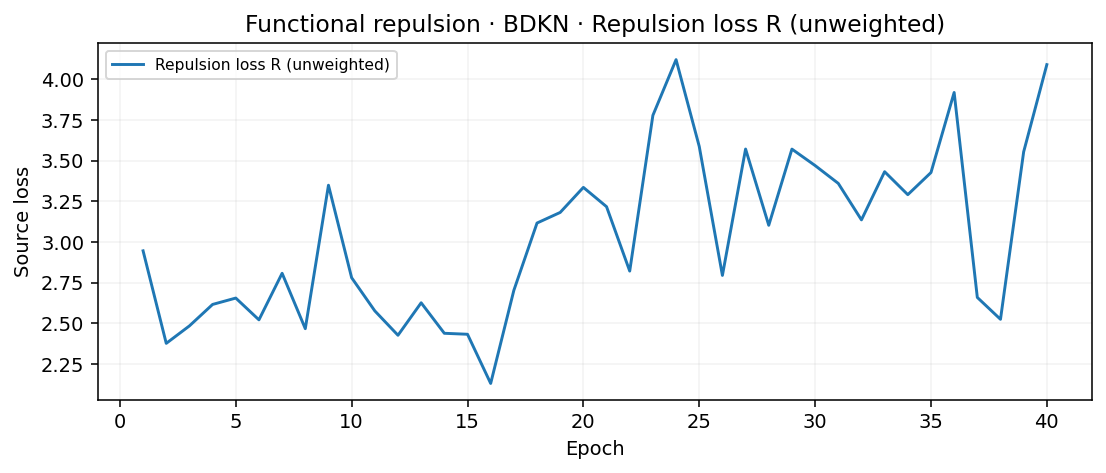 Functional repulsion · BDKN · Repulsion loss R (unweighted)
Repulsion loss R (unweighted)
Source loss
4.00
3.75
3.50
3.25
3.00
2.75
2.50
2.25
0 5 10 15 20 25 30 35 40
Epoch